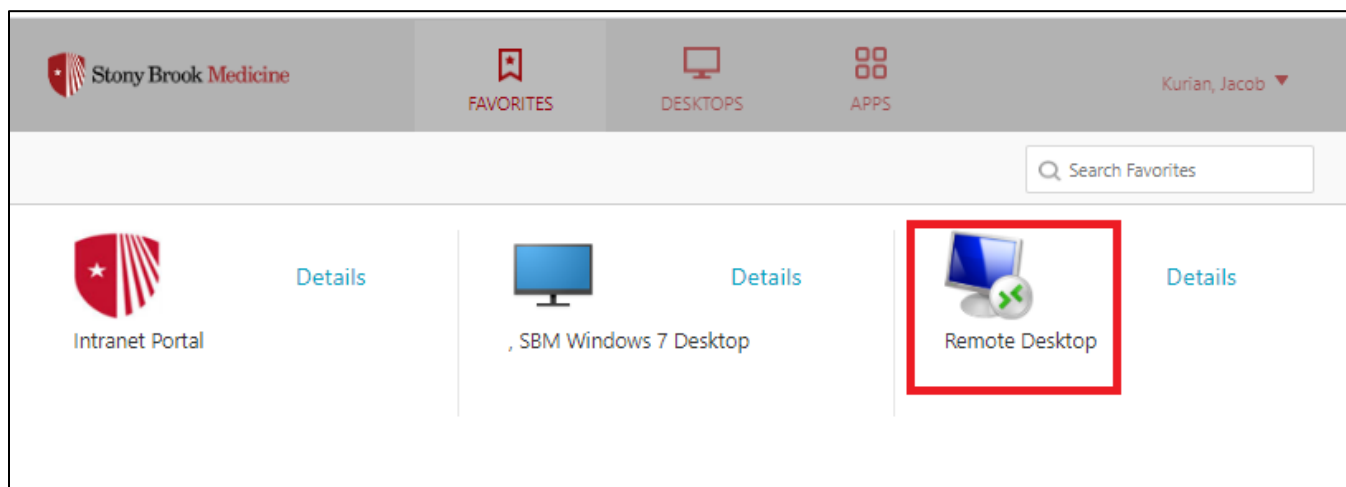 Stony Brook Medicine
FAVORITES
DESKTOPS
APPS
Kurian, Jacob
Search Favorites
Details
Details
Details
Intranet Portal
, SBM Windows 7 Desktop
Remote Desktop